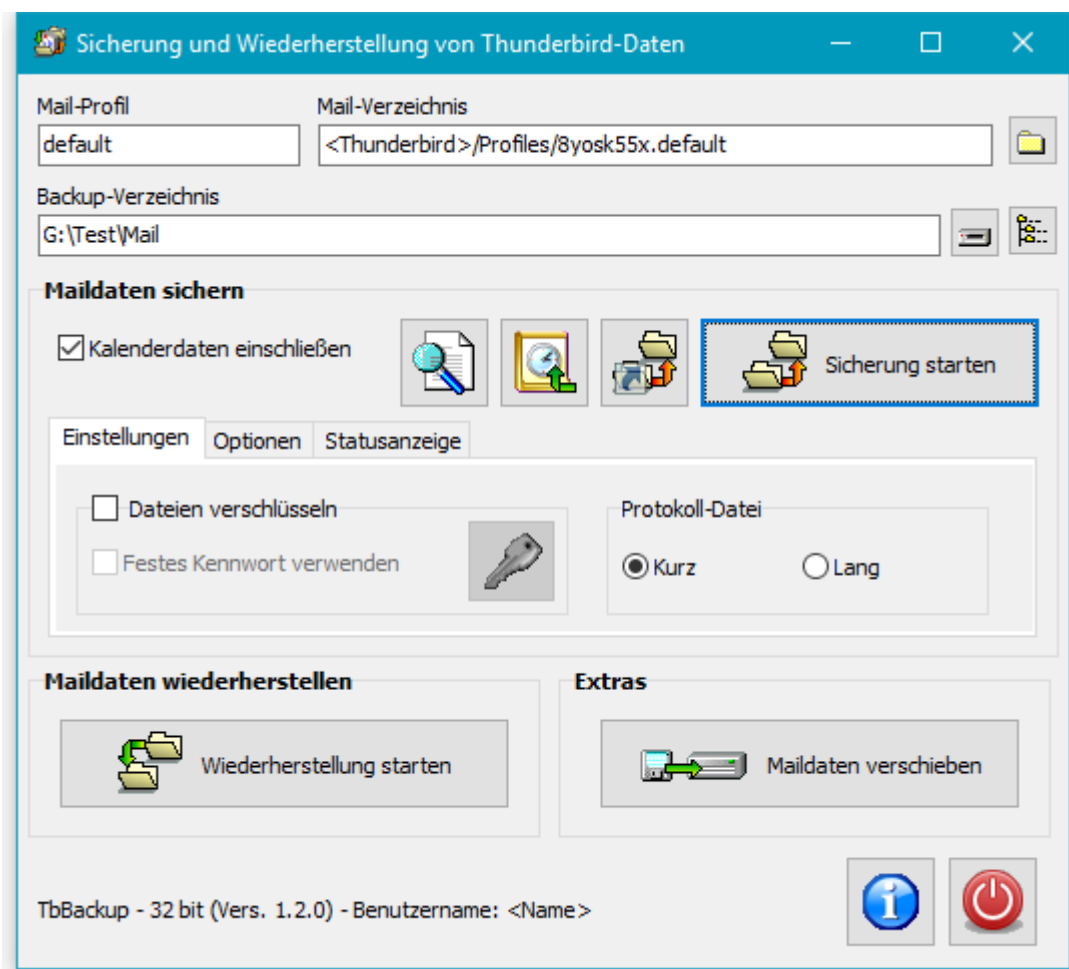 Sicherung und Wiederherstellung von Thunderbird-Daten
Mail-Profil Mail-Verzeichnis
default <Thunderbird>/Profiles/8yosk55x.default
Backup-Verzeichnis
G:\Test\Mail
Maildaten sichern
Kalenderdaten einschließen Sicherung starten
Einstellungen Optionen Statusanzeige
Dateien verschlüsseln Protokoll-Datei
Festes Kennwort verwenden Kurz Lang
Maildaten wiederherstellen Extras
Wiederherstellung starten Maildaten verschieben
TbBackup - 32 bit (Vers. 1.2.0) - Benutzername: <Name>